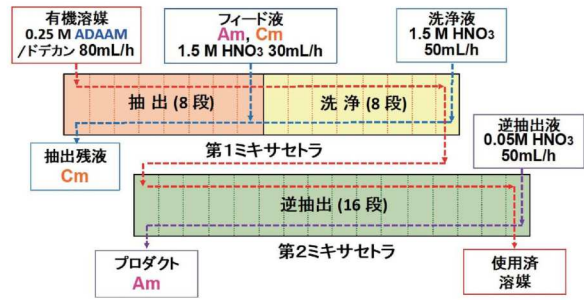 有機溶媒
0.25 M ADAAM
/ドデカン 80mL/h
フィード液
Am, Cm
1.5 M HNO₃ 30mL/h
洗浄液
1.5 M HNO₃
50mL/h
抽 出 (8 段)
洗 浄 (8 段)
抽出残液
Cm
第1ミキサセトラ
逆抽出液
0.05M HNO₃
50mL/h
逆抽出 (16 段)
プロダクト
Am
第2ミキサセトラ
使用済
溶媒